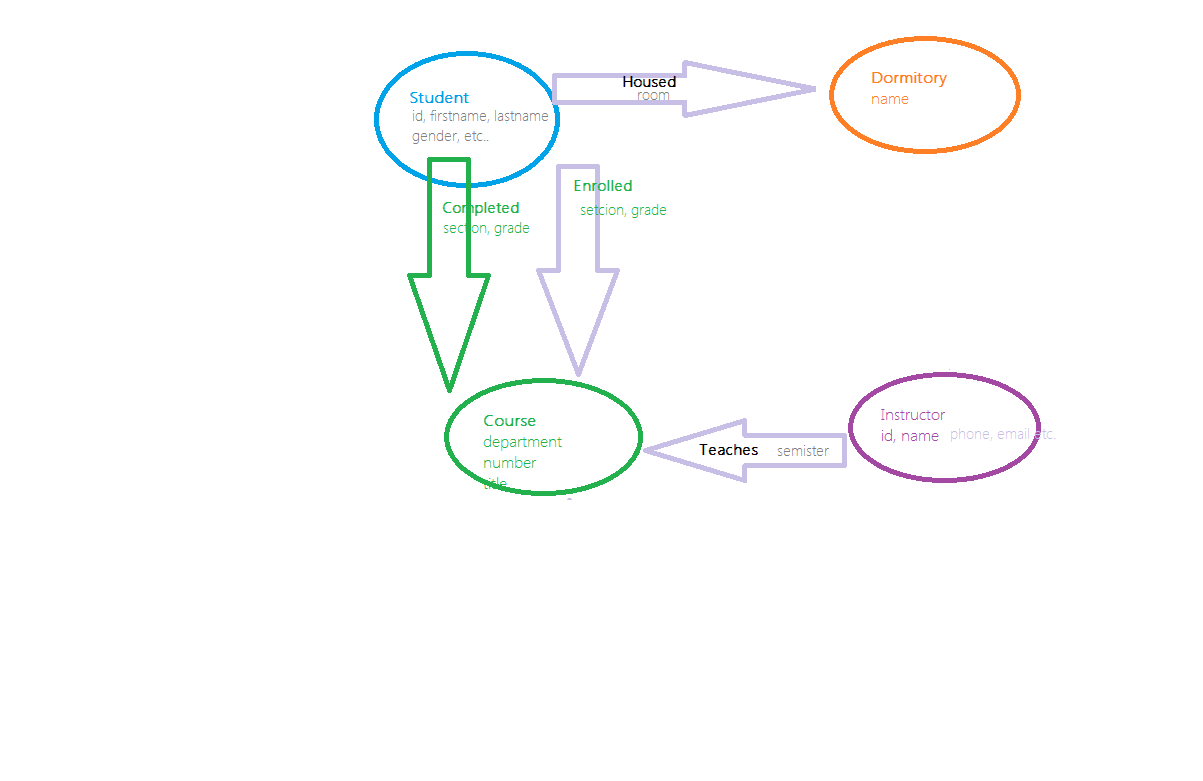 Student
id, firstname, lastname
gender, etc..
Housed
room
Dormitory
name
Completed
section, grade
Enrolled
setcion, grade
Course
department
number
title
Teaches
semister
Instructor
id, name phone, email etc.